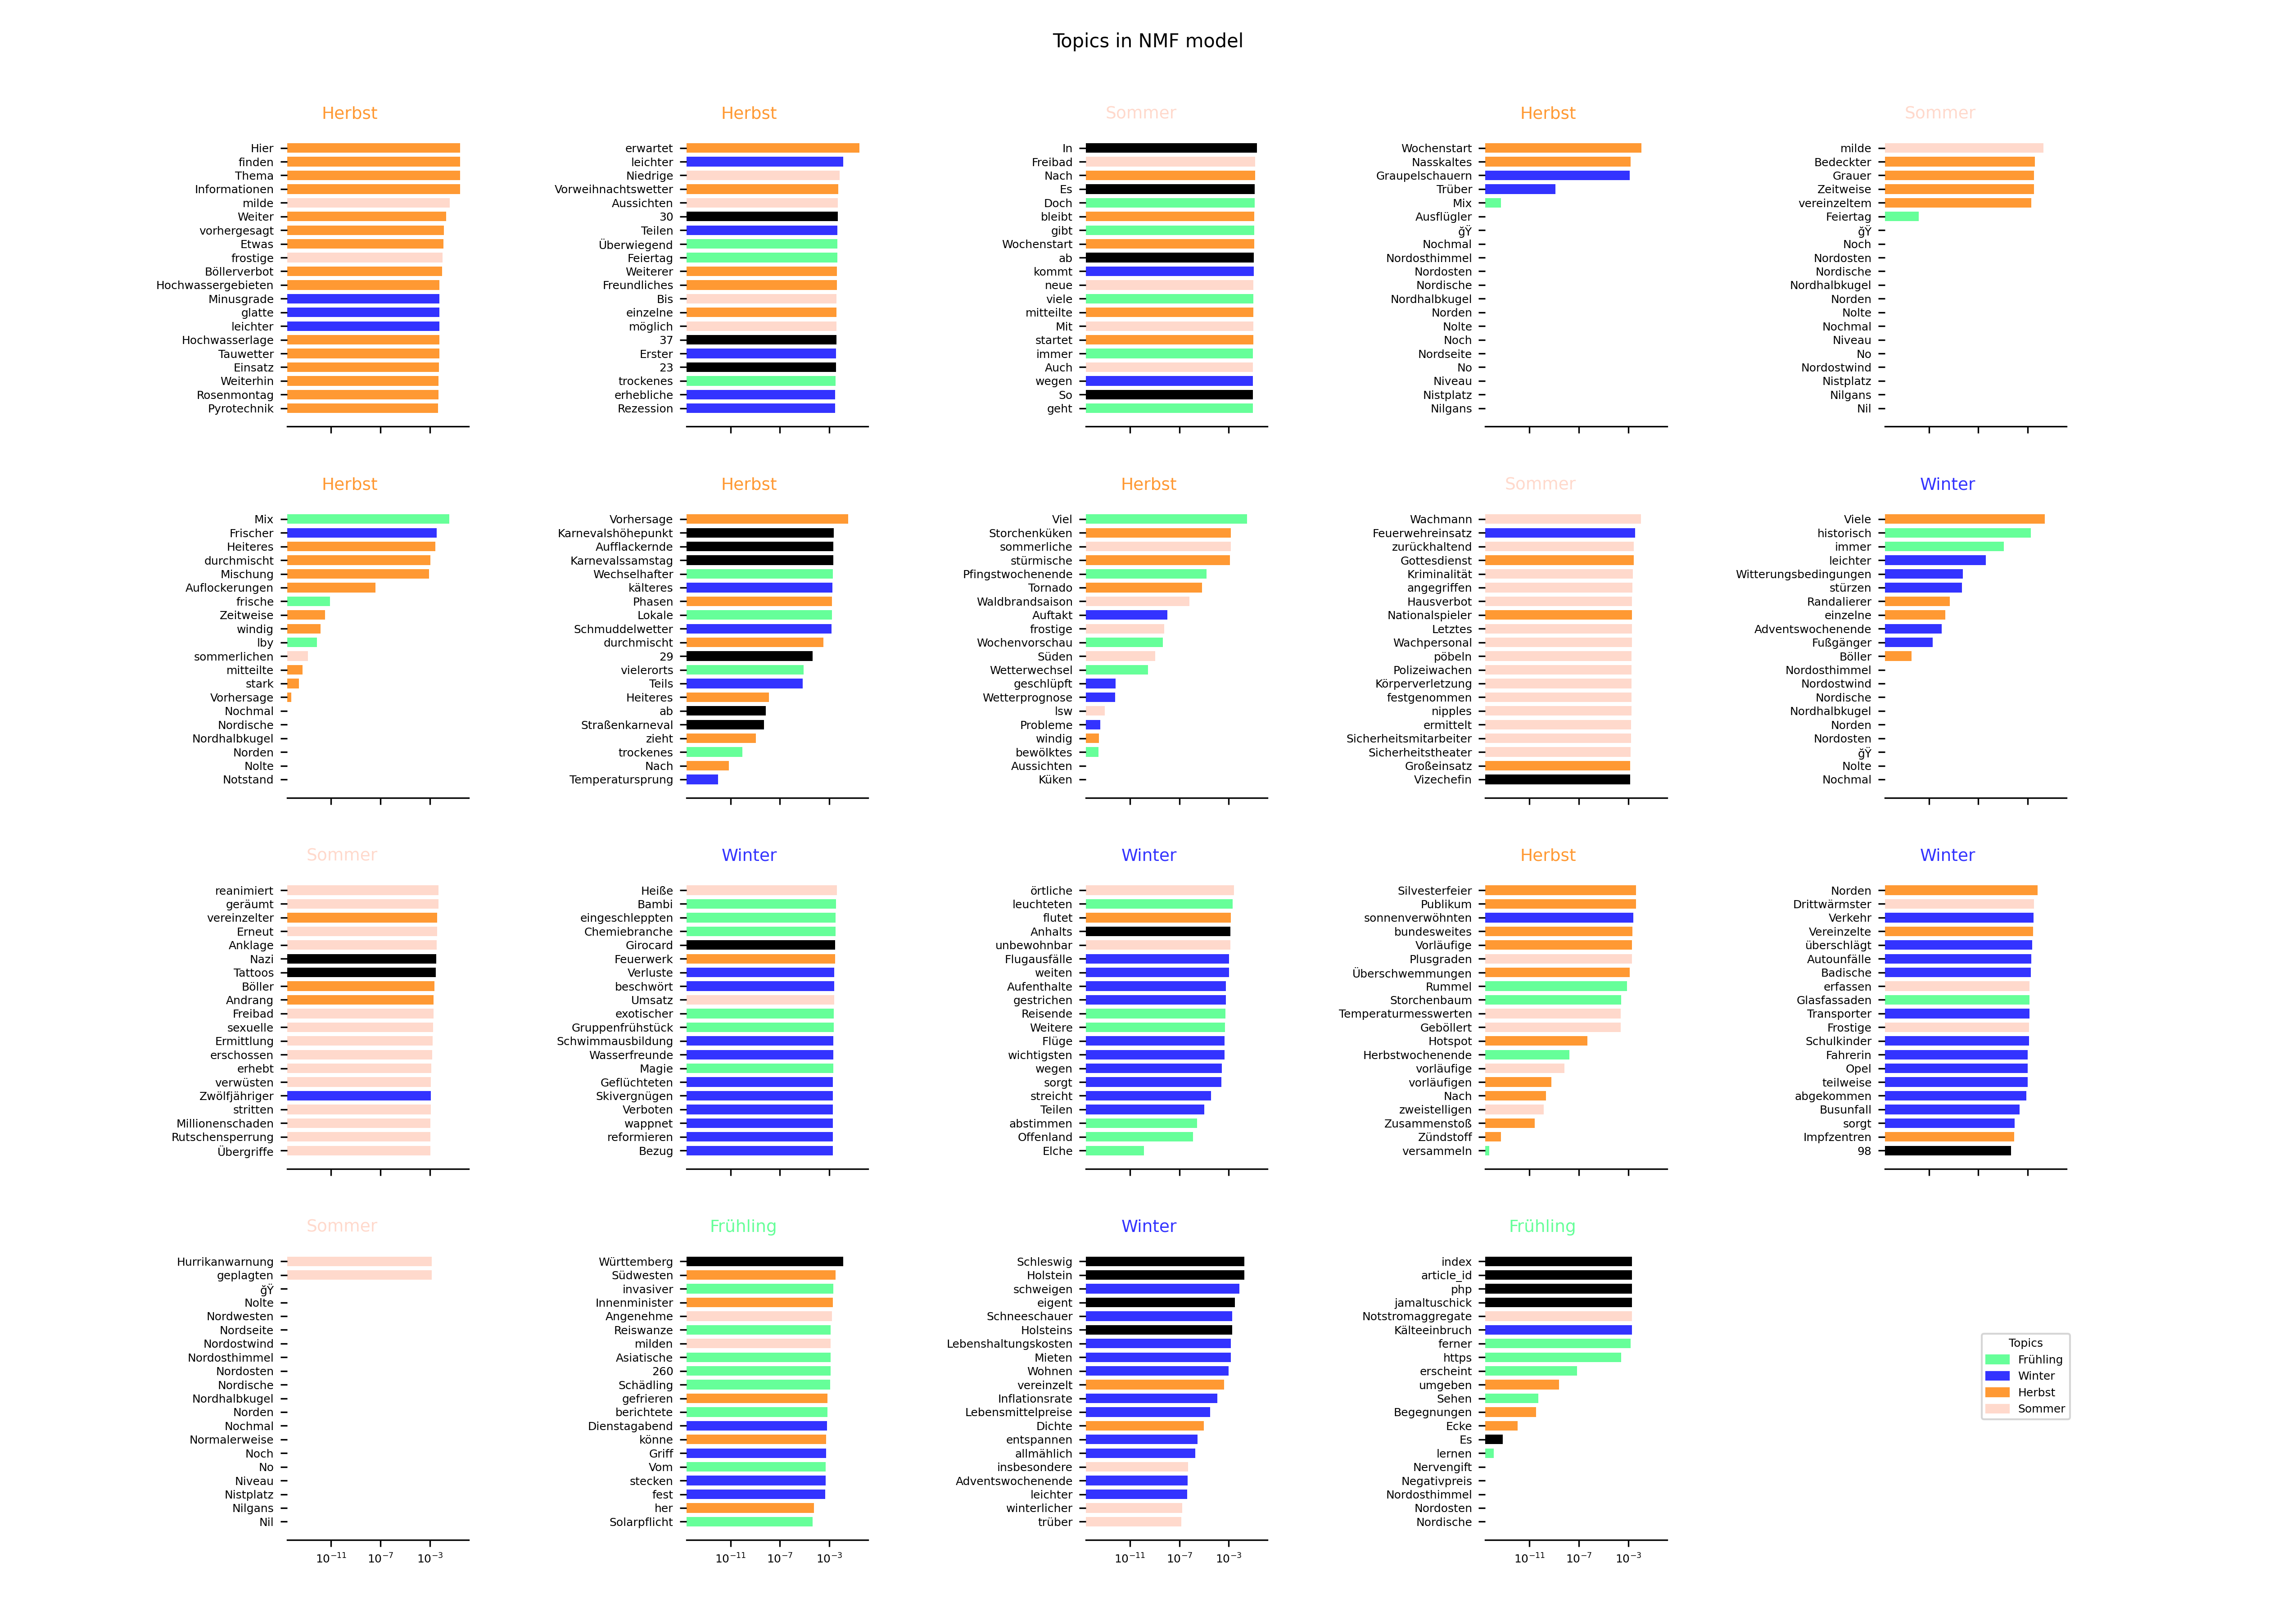 Topics in NMF model
Herbst
Hier
finden
Thema
Informationen
milde
Weiter
vorhergesagt
Etwas
frostige
Böllerverbot
Hochwassergebieten
Minusgrade
glatte
leichter
Hochwasserlage
Tauwetter
Einsatz
Weiterhin
Rosenmontag
Pyrotechnik
Herbst
erwartet
leichter
Niedrige
Vorweihnachtswetter
Aussichten
30
Teilen
Überwiegend
Feiertag
Weiterer
Freundliches
Bis
einzelne
möglich
37
Erster
23
trockenes
erhebliche
Rezession
Sommer
In
Freibad
Nach
Es
Doch
bleibt
gibt
Wochenstart
ab
kommt
neue
viele
mitteilte
Mit
startet
immer
Auch
wegen
So
geht
Herbst
Wochenstart
Nasskaltes
Graupelschauern
Trüber
Mix
Ausflügler
ğŸ
Nochmal
Nordosthimmel
Nordosten
Nordische
Nordhalbkugel
Norden
Nolte
Noch
Nordseite
No
Niveau
Nistplatz
Nilgans
Sommer
milde
Bedeckter
Grauer
Zeitweise
vereinzeltem
Feiertag
ğŸ
Noch
Nordosten
Nordische
Nordhalbkugel
Norden
Nolte
Nochmal
Niveau
No
Nordostwind
Nistplatz
Nilgans
Nil
Herbst
Mix
Frischer
Heiteres
durchmischt
Mischung
Auflockerungen
frische
Zeitweise
windig
lby
sommerlichen
mitteilte
stark
Vorhersage
Nochmal
Nordische
Nordhalbkugel
Norden
Nolte
Notstand
Herbst
Vorhersage
Karnevalshöhepunkt
Aufflackernde
Karnevalssamstag
Wechselhafter
kälteres
Phasen
Lokale
Schmuddelwetter
durchmischt
29
vielerorts
Teils
Heiteres
ab
Straßenkarneval
zieht
trockenes
Nach
Temperatursprung
Herbst
Viel
Storchenküken
sommerliche
stürmische
Pfingstwochenende
Tornado
Waldbrandsaison
Auftakt
frostige
Wochenvorschau
Süden
Wetterwechsel
geschlüpft
Wetterprognose
lsw
Probleme
windig
bewölktes
Aussichten
Küken
Sommer
Wachmann
Feuerwehreinsatz
zurückhaltend
Gottesdienst
Kriminalität
angegriffen
Hausverbot
Nationalspieler
Letztes
Wachpersonal
pöbeln
Polizeiwachen
Körperverletzung
festgenommen
nipples
ermittelt
Sicherheitsmitarbeiter
Sicherheitstheater
Großeinsatz
Vizechefin
Winter
Viele
historisch
immer
leichter
Witterungsbedingungen
stürzen
Randalierer
einzelne
Adventswochenende
Fußgänger
Böller
Nordosthimmel
Nordostwind
Nordische
Nordhalbkugel
Norden
Nordosten
ğŸ
Nolte
Nochmal
Sommer
reanimiert
geräumt
vereinzelter
Erneut
Anklage
Nazi
Tattoos
Böller
Andrang
Freibad
sexuelle
Ermittlung
erschossen
erhebt
verwüsten
Zwölfjähriger
stritten
Millionenschaden
Rutschensperrung
Übergriffe
Winter
Heiße
Bambi
eingeschleppten
Chemiebranche
Girocard
Feuerwerk
Verluste
beschwört
Umsatz
exotischer
Gruppenfrühstück
Schwimmausbildung
Wasserfreunde
Magie
Geflüchteten
Skivergnügen
Verboten
wappnet
reformieren
Bezug
Winter
örtliche
leuchteten
flutet
Anhalts
unbewohnbar
Flugausfälle
weiten
Aufenthalte
gestrichen
Reisende
Weitere
Flüge
wichtigsten
wegen
sorgt
streicht
Teilen
abstimmen
Offenland
Elche
Herbst
Silvesterfeier
Publikum
sonnenverwöhnten
bundesweites
Vorläufige
Plusgraden
Überschwemmungen
Rummel
Storchenbaum
Temperaturmesswerten
Geböllert
Hotspot
Herbstwochenende
vorläufige
vorläufigen
Nach
zweistelligen
Zusammenstoß
Zündstoff
versammeln
Winter
Norden
Drittwärmster
Verkehr
Vereinzelte
überschlägt
Autounfälle
Badische
erfassen
Glasfassaden
Transporter
Frostige
Schulkinder
Fahrerin
Opel
teilweise
abgekommen
Busunfall
sorgt
Impfzentren
98
Sommer
Hurrikanwarnung
geplagten
ğŸ
Nolte
Nordwesten
Nordseite
Nordostwind
Nordosthimmel
Nordosten
Nordische
Nordhalbkugel
Norden
Nochmal
Normalerweise
Noch
No
Niveau
Nistplatz
Nilgans
Nil
10⁻¹¹ 10⁻⁷ 10⁻³
Frühling
Württemberg
Südwesten
invasiver
Innenminister
Angenehme
Reiswanze
milden
Asiatische
260
Schädling
gefrieren
berichtete
Dienstagabend
könne
Griff
Vom
stecken
fest
her
Solarpflicht
10⁻¹¹ 10⁻⁷ 10⁻³
Winter
Schleswig
Holstein
schweigen
eigent
Schneeschauer
Holsteins
Lebenshaltungskosten
Mieten
Wohnen
vereinzelt
Inflationsrate
Lebensmittelpreise
Dichte
entspannen
allmählich
insbesondere
Adventswochenende
leichter
winterlicher
trüber
10⁻¹¹ 10⁻⁷ 10⁻³
Frühling
index
article_id
php
jamaltuschick
Notstromaggregate
Kälteeinbruch
ferner
https
erscheint
umgeben
Sehen
Begegnungen
Ecke
Es
lernen
Nervengift
Negativpreis
Nordosthimmel
Nordosten
Nordische
10⁻¹¹ 10⁻⁷ 10⁻³
Topics
Frühling
Winter
Herbst
Sommer